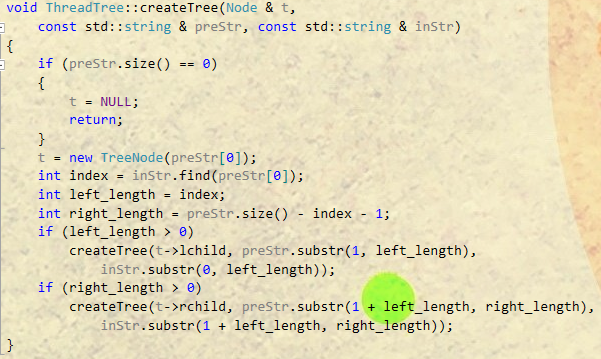 void ThreadTree::createTree(Node & t,
    const std::string & preStr, const std::string & inStr)
{
    if (preStr.size() == 0)
    {
        t = NULL;
        return;
    }
    t = new TreeNode(preStr[0]);
    int index = inStr.find(preStr[0]);
    int left_length = index;
    int right_length = preStr.size() - index - 1;
    if (left_length > 0)
        createTree(t->lchild, preStr.substr(1, left_length),
            inStr.substr(0, left_length));
    if (right_length > 0)
        createTree(t->rchild, preStr.substr(1 + left_length, right_length),
            inStr.substr(1 + left_length, right_length));
}